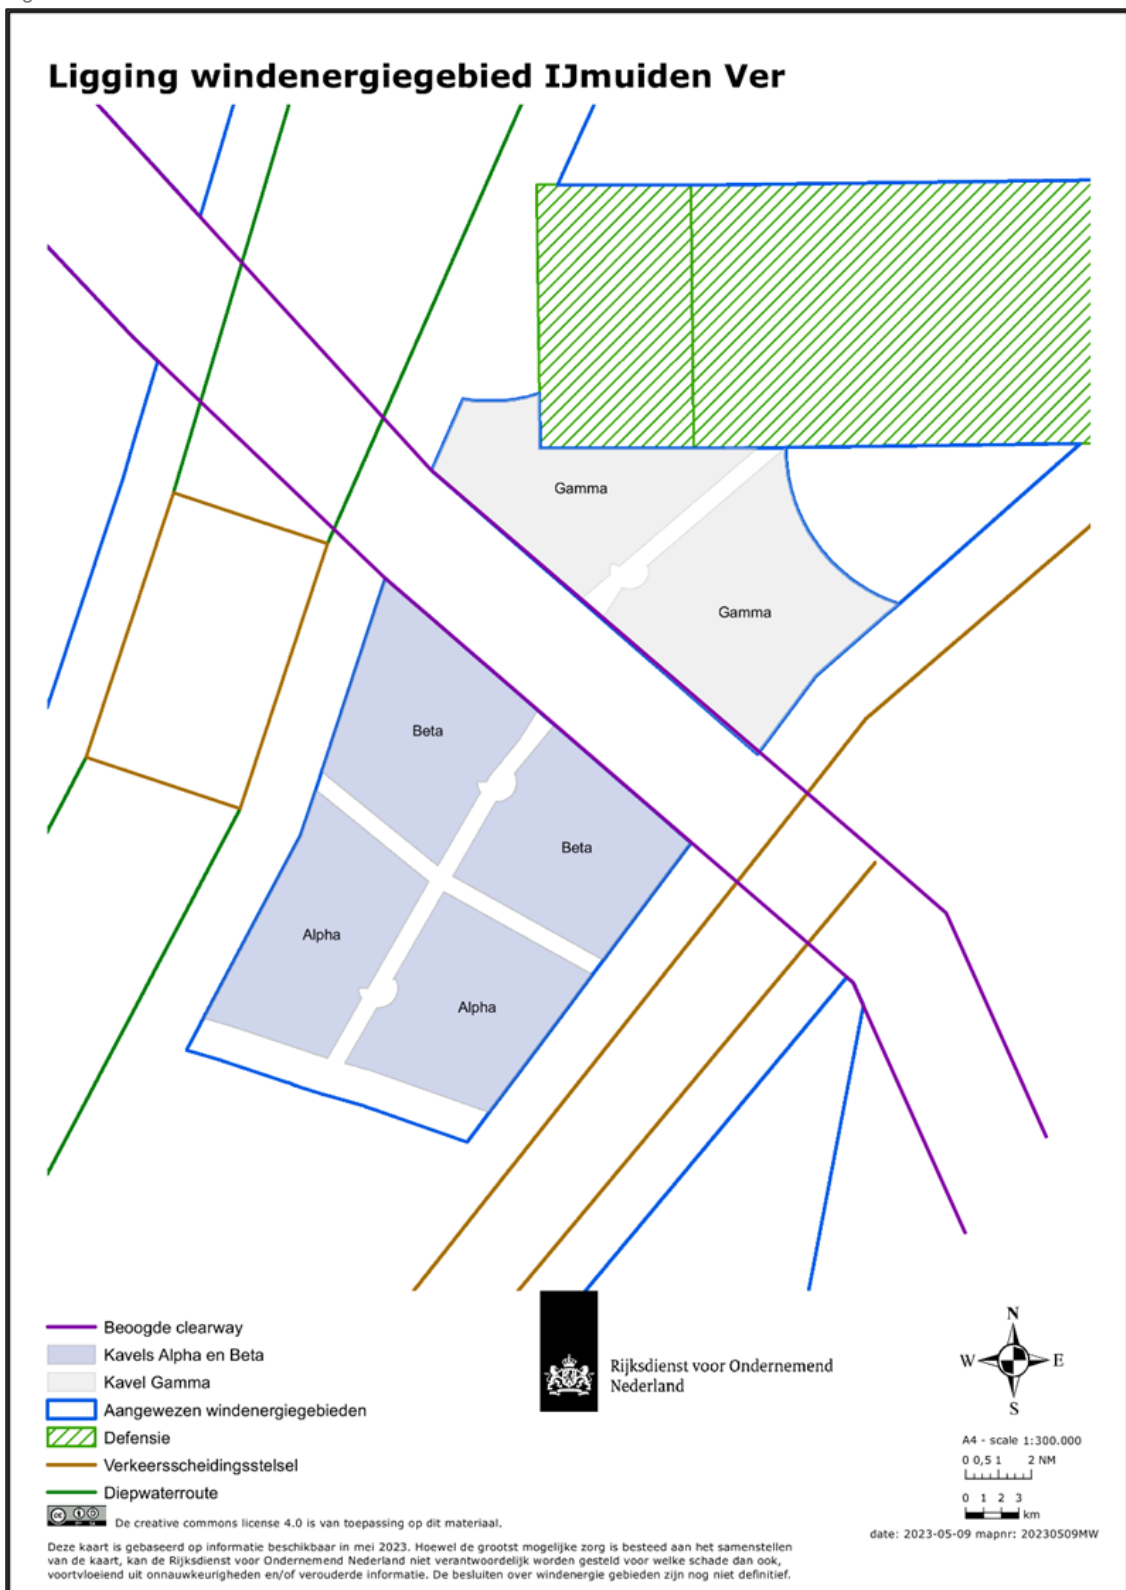 Ligging windenergiegebied IJmuiden Ver
Gamma
Gamma
Beta
Beta
Alpha
Alpha
Beoogde clearway
Kavels Alpha en Beta
Kavel Gamma
Aangewezen windenergiegebieden
Defensie
Verkeersscheidingsstelsel
Diepwaterroute
Rijksdienst voor Ondernemend
Nederland
N
W E
S
A4 - scale 1:300.000
0 0,5 1 2 NM
0 1 2 3
km
date: 2023-05-09 mapnr: 20230509MW
De creative commons license 4.0 is van toepassing op dit materiaal.
Deze kaart is gebaseerd op informatie beschikbaar in mei 2023. Hoewel de grootst mogelijke zorg is besteed aan het samenstellen
van de kaart, kan de Rijksdienst voor Ondernemend Nederland niet verantwoordelijk worden gesteld voor welke schade dan ook,
voortvloeiend uit onnauwkeurigheden en/of verouderde informatie. De besluiten over windenergie gebieden zijn nog niet definitief.